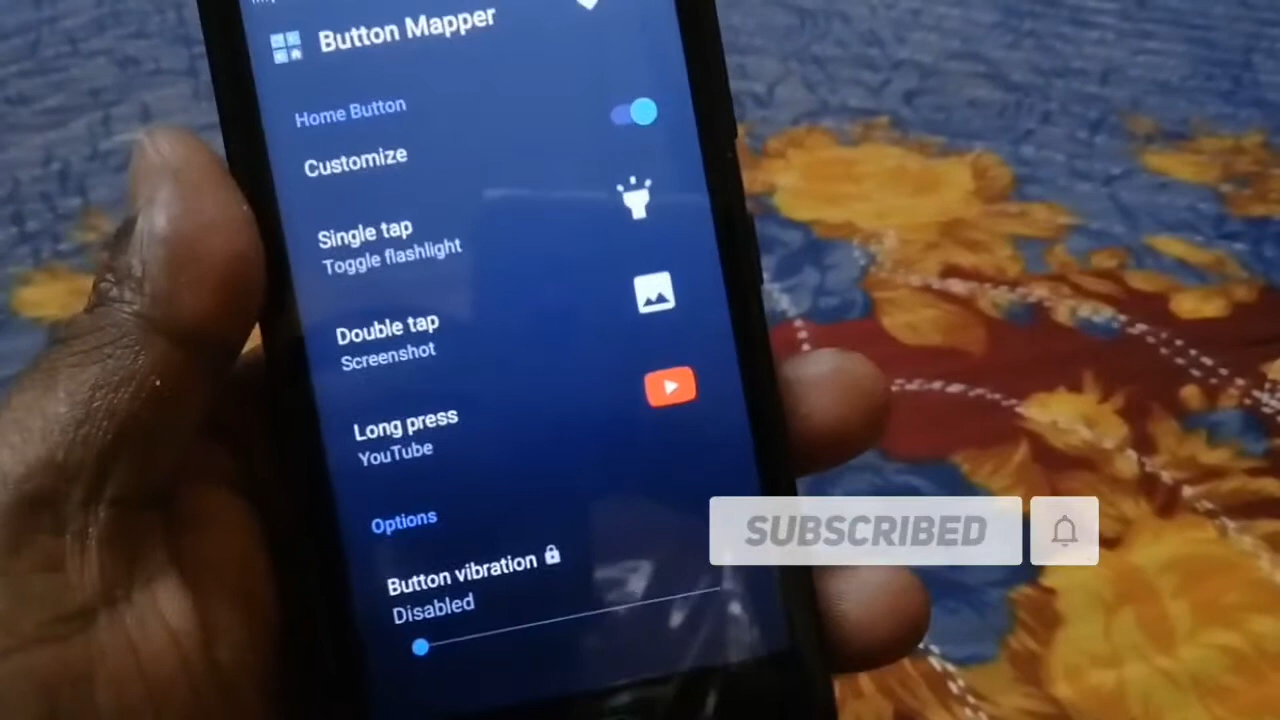 Button Mapper
Home Button
Customize
Single tap
Toggle flashlight
Double tap
Screenshot
Long press
YouTube
Options
Button vibration
Disabled
SUBSCRIBED